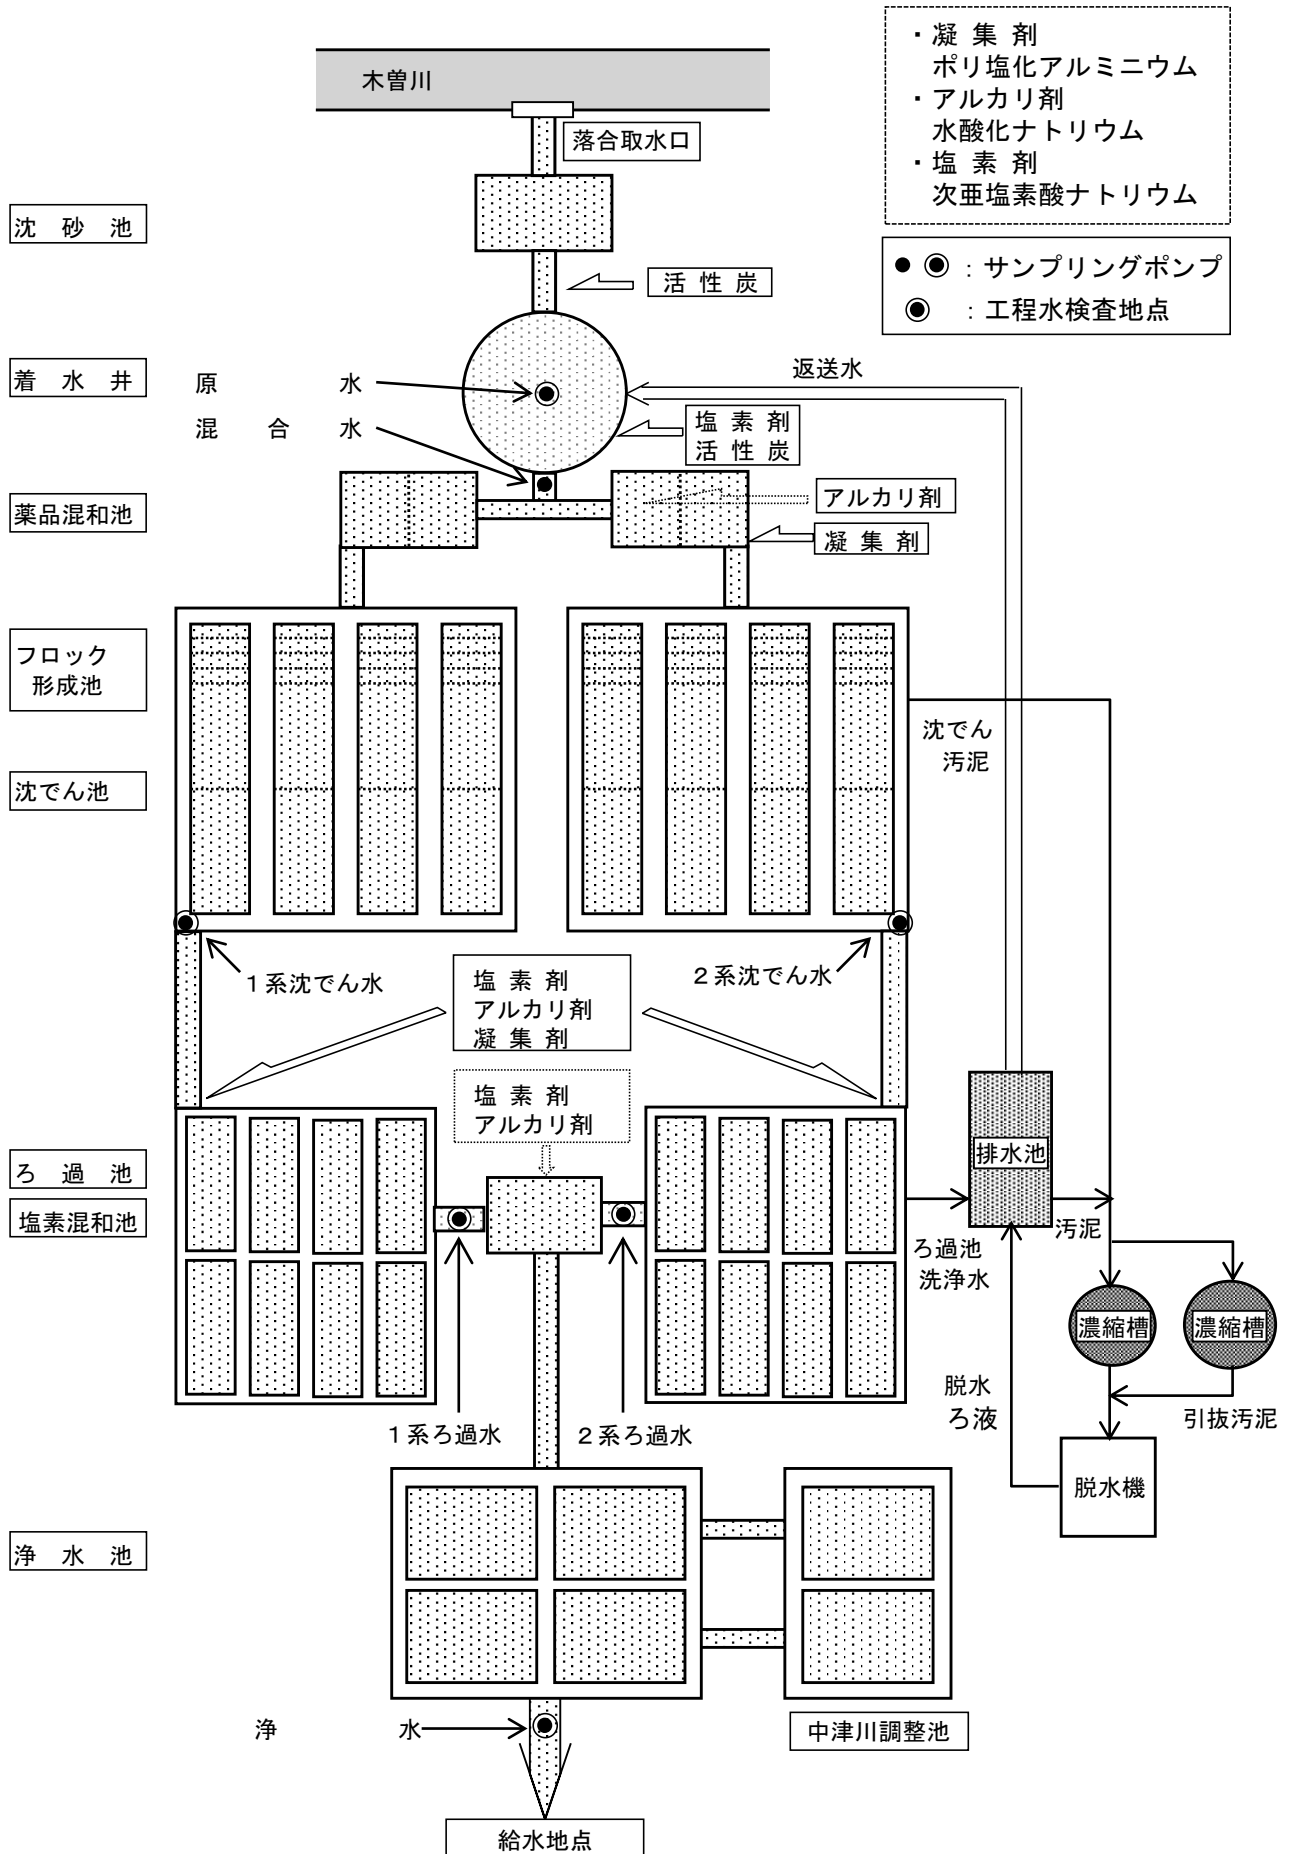 ・凝 集 剤
ポリ塩化アルミニウム
・アルカリ剤
水酸化ナトリウム
・塩 素 剤
次亜塩素酸ナトリウム
木曽川
落合取水口
沈 砂 池
● ◉ ：サンプリングポンプ
◉ ：工程水検査地点
活 性 炭
着 水 井
原 水
返送水
混 合 水
塩 素 剤
活 性 炭
薬品混和池
アルカリ剤
凝 集 剤
フロック
形成池
沈でん
汚泥
沈でん池
１系沈でん水
２系沈でん水
塩 素 剤
アルカリ剤
凝 集 剤
塩 素 剤
アルカリ剤
ろ 過 池
排水池
塩素混和池
汚泥
ろ過池
洗浄水
濃縮槽
濃縮槽
脱水
ろ液
引抜汚泥
１系ろ過水
２系ろ過水
脱水機
浄 水 池
浄 水
中津川調整池
給水地点